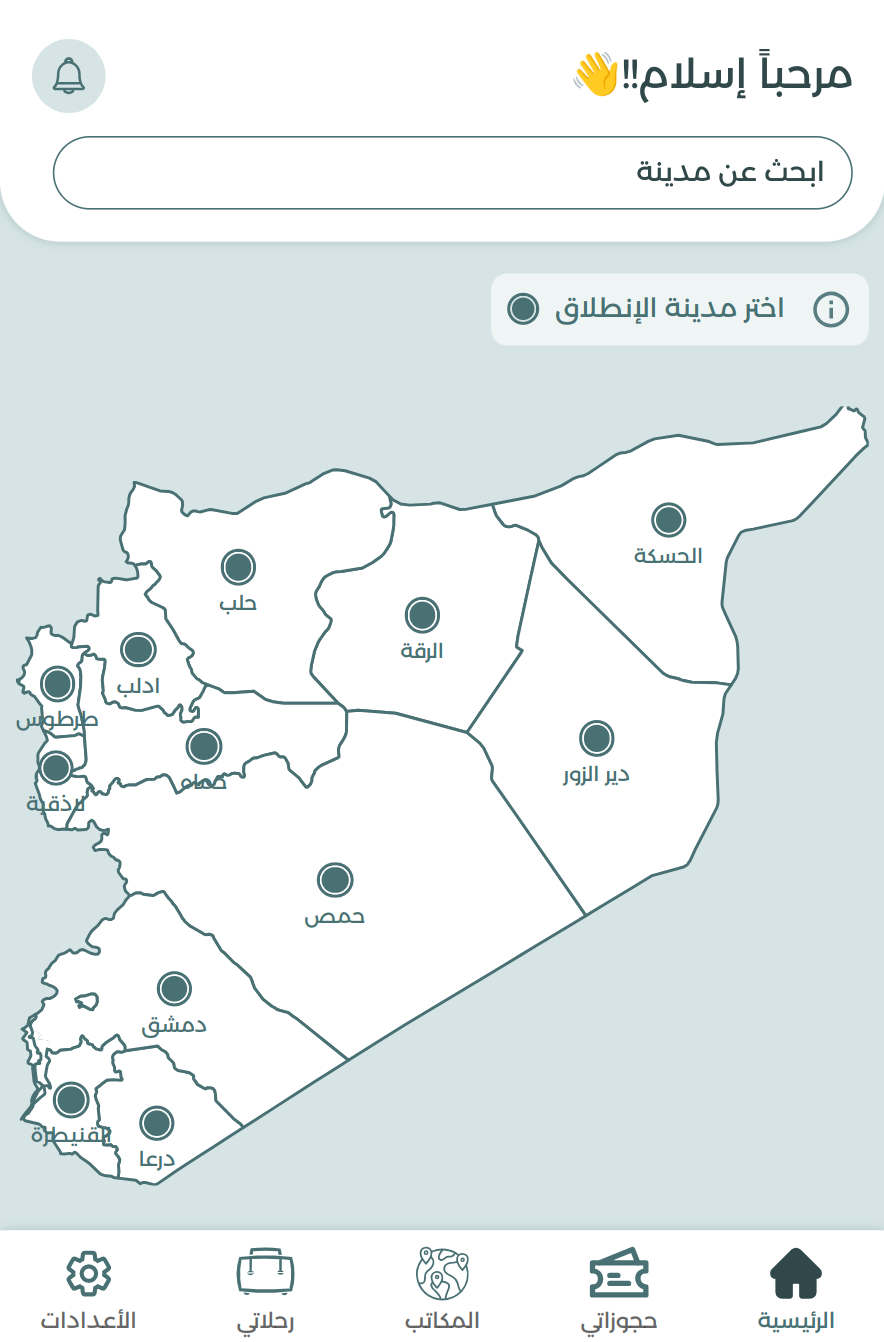 مرحباً إسلام!!👋
ابحث عن مدينة
اختر مدينة الإنطلاق
الحسكة
حلب
الرقة
ادلب
طرطوس
حماه
دير الزور
لاذقية
حمص
دمشق
القنيطرة
درعا
الرئيسية
حجوزاتي
المكاتب
رحلاتي
الأعدادات